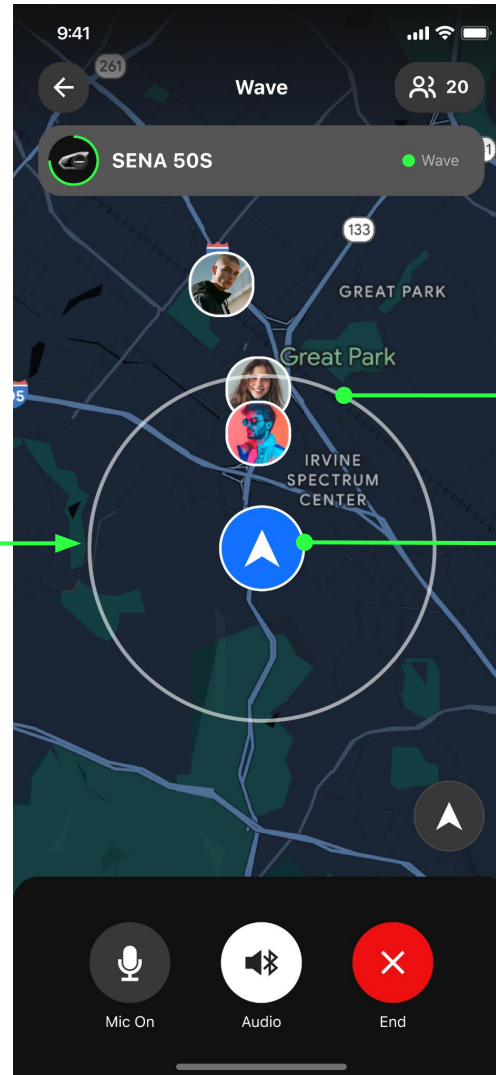 9:41
261
Wave
20
SENA 50S
Wave
1
133
GREAT PARK
Great Park
5
IRVINE
SPECTRUM
CENTER
Mic On
Audio
End